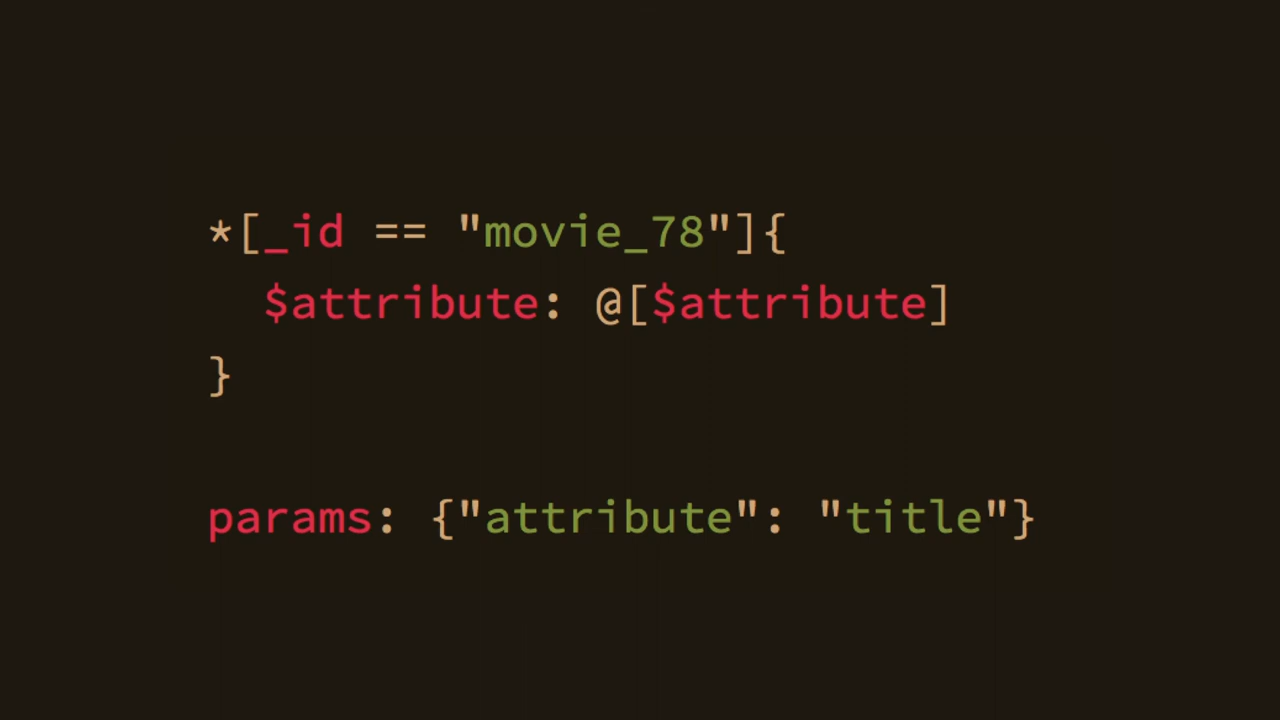 *[_id == "movie_78"]{
  $attribute: @[$attribute]
}
params: {"attribute": "title"}